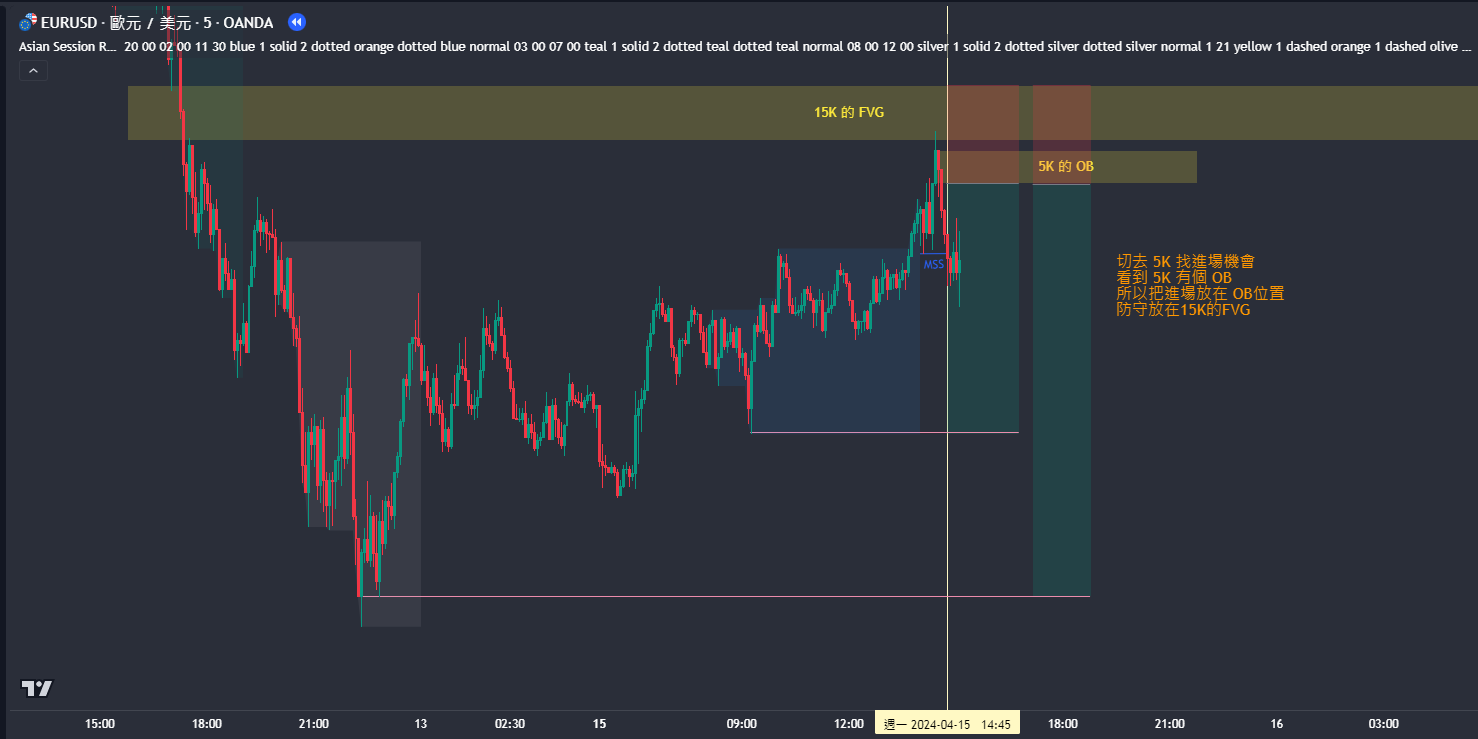 EURUSD · 歐元 / 美元 · 5 · OANDA
Asian Session R... 20 00 02 00 11 30 blue 1 solid 2 dotted orange dotted blue normal 03 00 07 00 teal 1 solid 2 dotted teal dotted teal normal 08 00 12 00 silver 1 solid 2 dotted silver dotted silver normal 1 21 yellow 1 dashed orange 1 dashed olive ...
15K 的 FVG
5K 的 OB
MSS
切去 5K 找進場機會
看到 5K 有個 OB
所以把進場放在 OB位置
防守放在15K的FVG
15:00 18:00 21:00 13 02:30 15 09:00 12:00 週一 2024-04-15 14:45 18:00 21:00 16 03:00